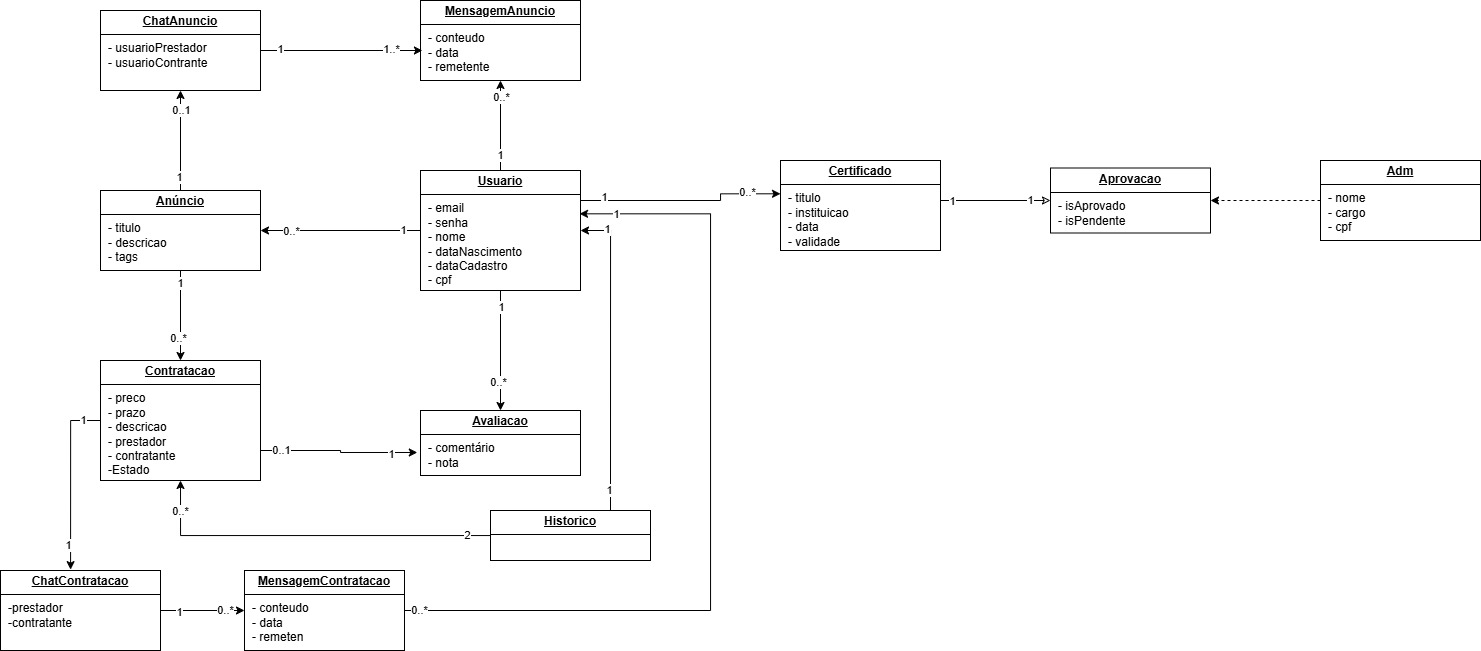 ChatAnuncio
- usuarioPrestador
- usuarioContrante
1
1..*
MensagemAnuncio
- conteudo
- data
- remetente
0..1
1
0..*
1
Anúncio
- titulo
- descricao
- tags
0..*
1
Usuario
- email
- senha
- nome
- dataNascimento
- dataCadastro
- cpf
1
0..*
1
1
Certificado
- titulo
- instituicao
- data
- validade
1
1
Aprovacao
- isAprovado
- isPendente
Adm
- nome
- cargo
- cpf
1
0..*
1
0..*
Contratacao
- preco
- prazo
- descricao
- prestador
- contratante
-Estado
1
0..1
1
Avaliacao
- comentário
- nota
0..*
2
1
Historico
1
ChatContratacao
-prestador
-contratante
1
0..*
MensagemContratacao
- conteudo
- data
- remeten
0..*